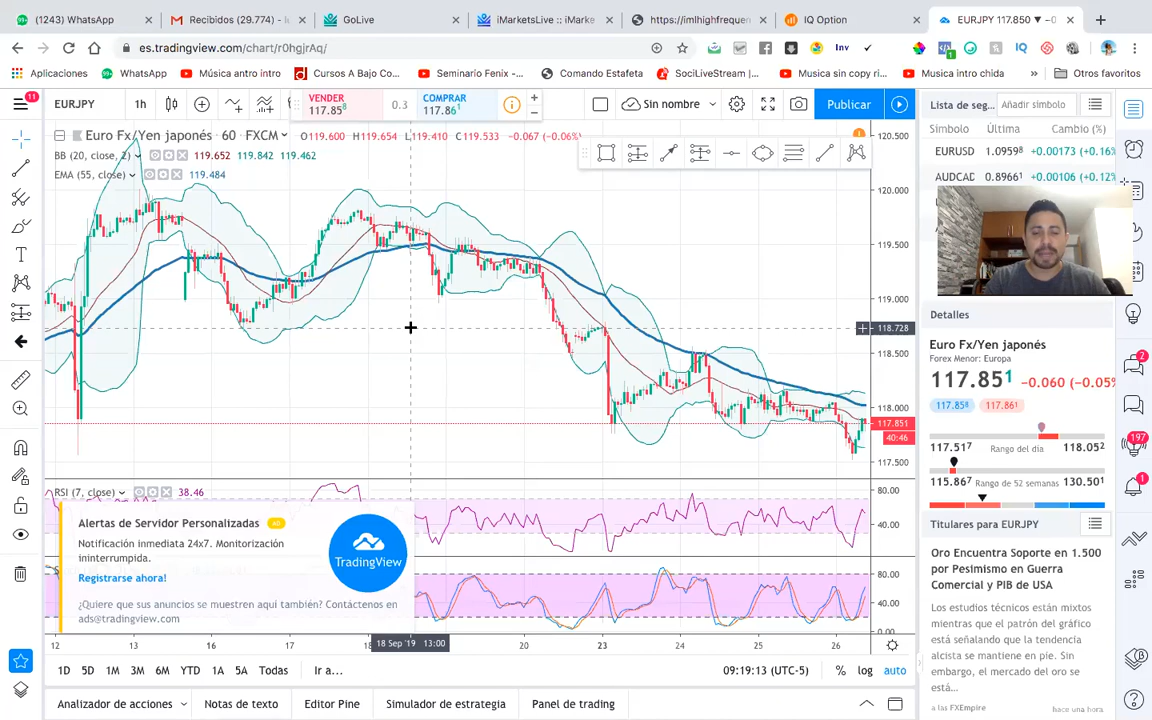 (1243) WhatsApp
Recibidos (29.774) -
GoLive
iMarketsLive :: iMarke
https://imlhighfrequen
IQ Option
EURJPY 117.850
es.tradingview.com/chart/r0hgjrAq/
Inv
IQ
Aplicaciones
WhatsApp
Música antro intro
Cursos A Bajo Co...
Seminario Fenix -...
Comando Estafeta
SociLiveStream |...
Musica sin copy ri...
Musica intro chida
Otros favoritos
11
EURJPY
1h
VENDER
117.85⁸
0.3
COMPRAR
117.86¹
Sin nombre
Publicar
Lista de seg...
Añadir símbolo
Euro Fx/Yen japonés · 60 · FXCM
O119.600 H119.654 L119.410 C119.533 -0.067 (-0.06%)
BB (20, close, 2)
119.652 119.842 119.462
EMA (55, close)
119.484
Símbolo Última Cambio (%)
EURUSD 1.0959⁸ +0.00173 (+0.16%
AUDCAD 0.8966¹ +0.00106 (+0.12%
120.500
120.000
119.500
119.000
118.728
118.500
118.000
117.851
40:46
117.500
Detalles
Euro Fx/Yen japonés
Forex Menor: Europa
117.85¹ -0.060 (-0.05%
117.85⁸ 117.86¹
117.51⁷ Rango del día 118.05²
115.86⁷ Rango de 52 semanas 130.50¹
2
197
1
RSI (7, close)
38.46
80.00
40.00
80.00
40.00
0.00
Alertas de Servidor Personalizadas
AD
Notificación inmediata 24x7. Monitorización
ininterrumpida.
Registrarse ahora!
¿Quiere que sus anuncios se muestren aquí también? Contáctenos en
ads@tradingview.com
TradingView
Titulares para EURJPY
Oro Encuentra Soporte en 1.500
por Pesimismo en Guerra
Comercial y PIB de USA
Los estudios técnicos están mixtos
mientras que el patrón del gráfico
está señalando que la tendencia
alcista se mantiene en pie. Sin
embargo, el mercado del oro se
está...
a las FXEmpire
hace una hora
12 13 16 17 18 18 Sep '19 13:00 20 23 24 25 26
1D 5D 1M 3M 6M YTD 1A 5A Todas Ir a...
09:19:13 (UTC-5) % log auto
Analizador de acciones
Notas de texto
Editor Pine
Simulador de estrategia
Panel de trading